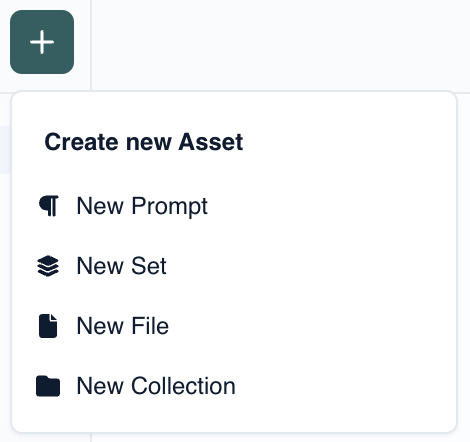 Create new Asset
New Prompt
New Set
New File
New Collection